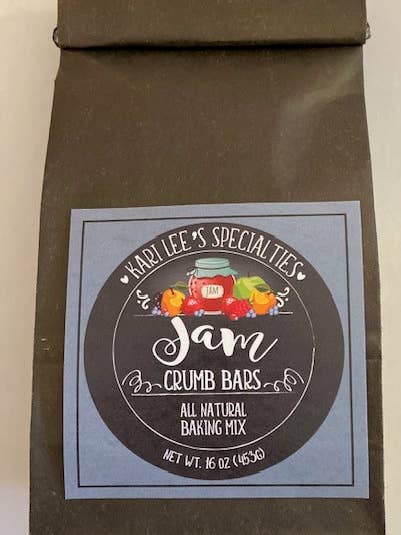 KARI LEE'S SPECIALTIES
JAM
Jam
CRUMB BARS
ALL NATURAL
BAKING MIX
NET WT. 16 OZ (453G)